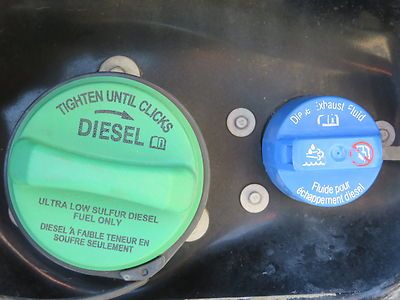 TIGHTEN UNTIL CLICKS
DIESEL
ULTRA LOW SULFUR DIESEL
FUEL ONLY
DIESEL À FAIBLE TENEUR EN
SOUFRE SEULEMENT
Exhaust Fluid
Fluide pour
échappement diesel